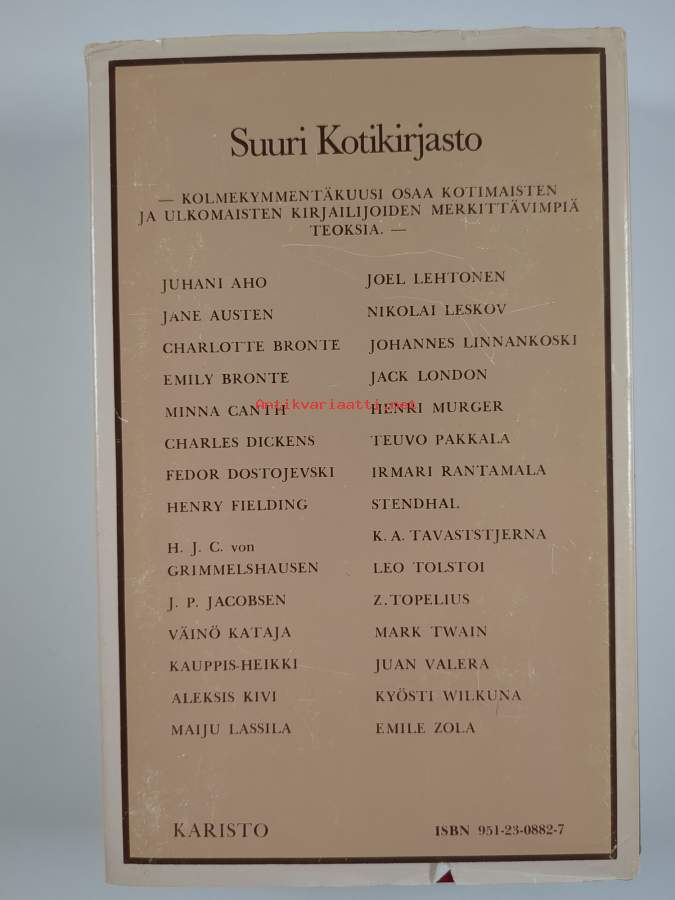 Suuri Kotikirjasto
— KOLMEKYMMENTÄKUUSI OSAA KOTIMAISTEN
JA ULKOMAISTEN KIRJAILIJOIDEN MERKITTÄVIMPIÄ
TEOKSIA. —
JUHANI AHO
JANE AUSTEN
CHARLOTTE BRONTE
EMILY BRONTE
MINNA CANTH
CHARLES DICKENS
FEDOR DOSTOJEVSKI
HENRY FIELDING
H. J. C. von
GRIMMELSHAUSEN
J. P. JACOBSEN
VÄINÖ KATAJA
KAUPPIS-HEIKKI
ALEKSIS KIVI
MAIJU LASSILA
JOEL LEHTONEN
NIKOLAI LESKOV
JOHANNES LINNANKOSKI
JACK LONDON
HENRI MURGER
TEUVO PAKKALA
IRMARI RANTAMALA
STENDHAL
K. A. TAVASTSTJERNA
LEO TOLSTOI
Z. TOPELIUS
MARK TWAIN
JUAN VALERA
KYÖSTI WILKUNA
EMILE ZOLA
Antikvariaatti.net
KARISTO
ISBN 951-23-0882-7